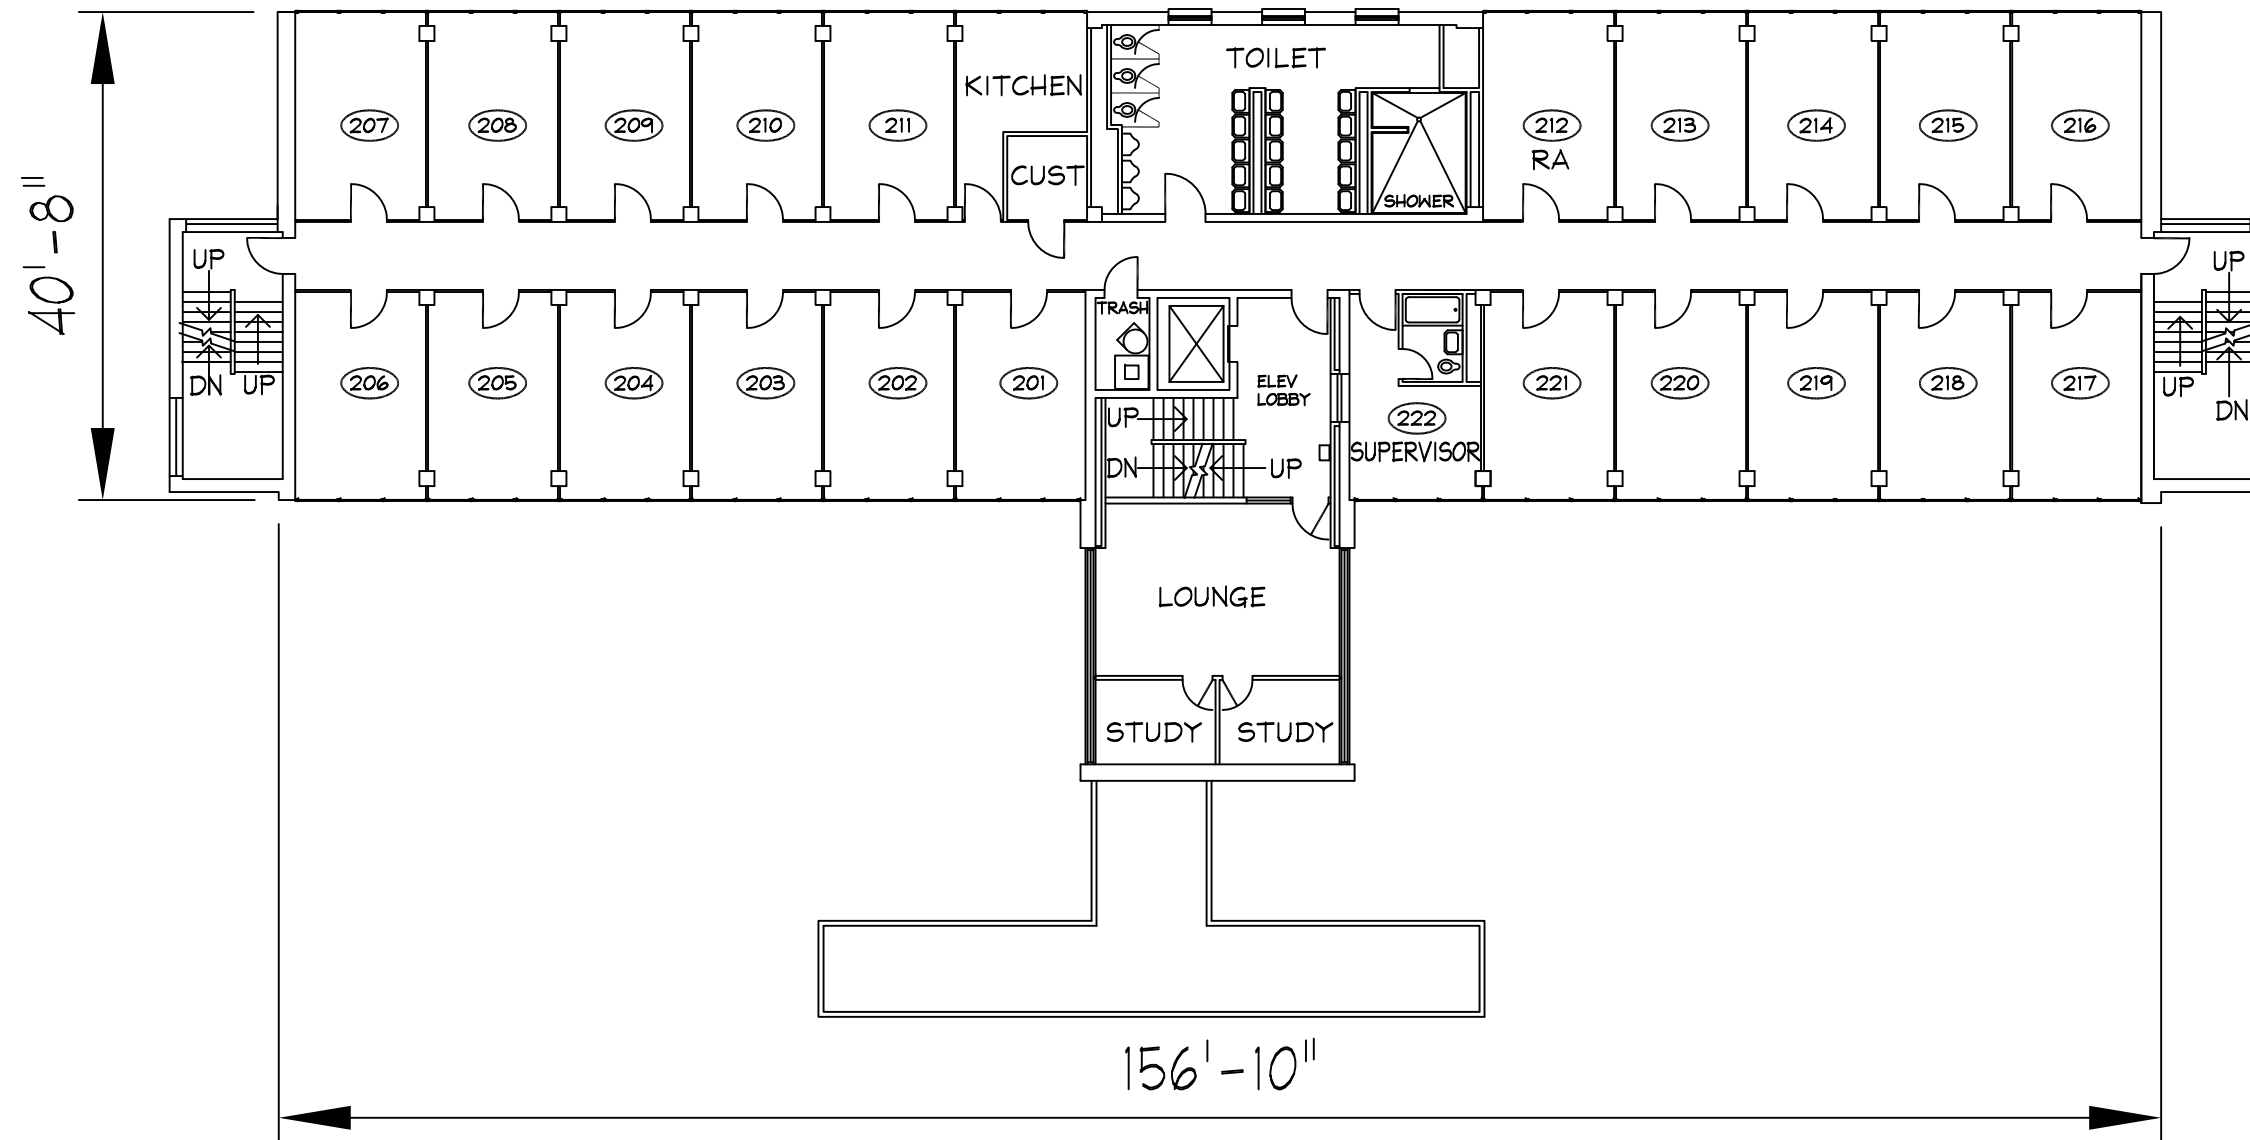 TOILET
KITCHEN
207
208
209
210
211
212
213
214
215
216
RA
CUST
SHOWER
40'-8"
UP
UP
TRASH
206
205
204
203
202
201
ELEV
LOBBY
221
220
219
218
217
DN
UP
UP
DN
222
UP
SUPERVISOR
DN
UP
LOUNGE
STUDY
STUDY
156'-10"